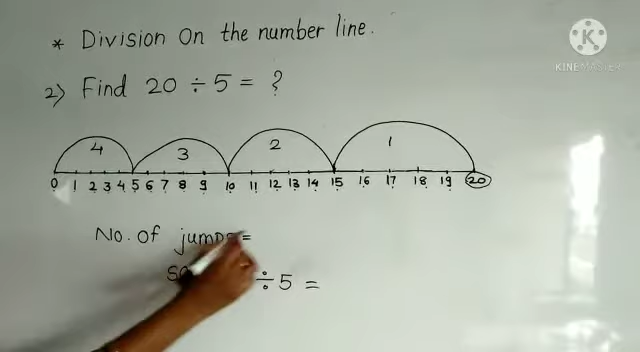 * Division On the number line.
K
KINEMASTER
2) Find 20 ÷ 5 = ?
4 3 2 1
0 1 2 3 4 5 6 7 8 9 10 11 12 13 14 15 16 17 18 19 20
No. of jumps =
÷ 5 =